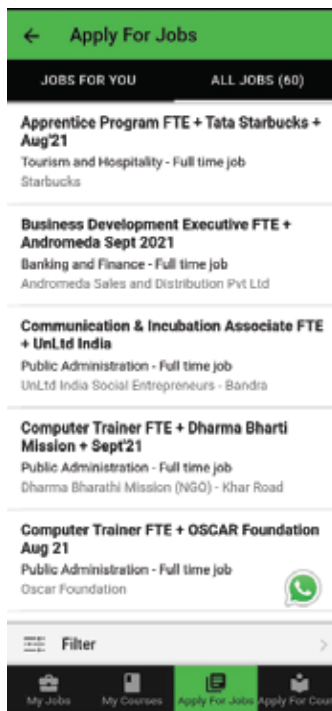 Apply For Jobs
JOBS FOR YOU
ALL JOBS (60)
Apprentice Program FTE + Tata Starbucks +
Aug'21
Tourism and Hospitality - Full time job
Starbucks
Business Development Executive FTE +
Andromeda Sept 2021
Banking and Finance - Full time job
Andromeda Sales and Distribution Pvt Ltd
Communication & Incubation Associate FTE
+ UnLtd India
Public Administration - Full time job
UnLtd India Social Entrepreneurs - Bandra
Computer Trainer FTE + Dharma Bharti
Mission + Sept'21
Public Administration - Full time job
Dharma Bharathi Mission (NGO) - Khar Road
Computer Trainer FTE + OSCAR Foundation
Aug 21
Public Administration - Full time job
Oscar Foundation
Filter
My Jobs
My Courses
Apply For Jobs
Apply For Cour